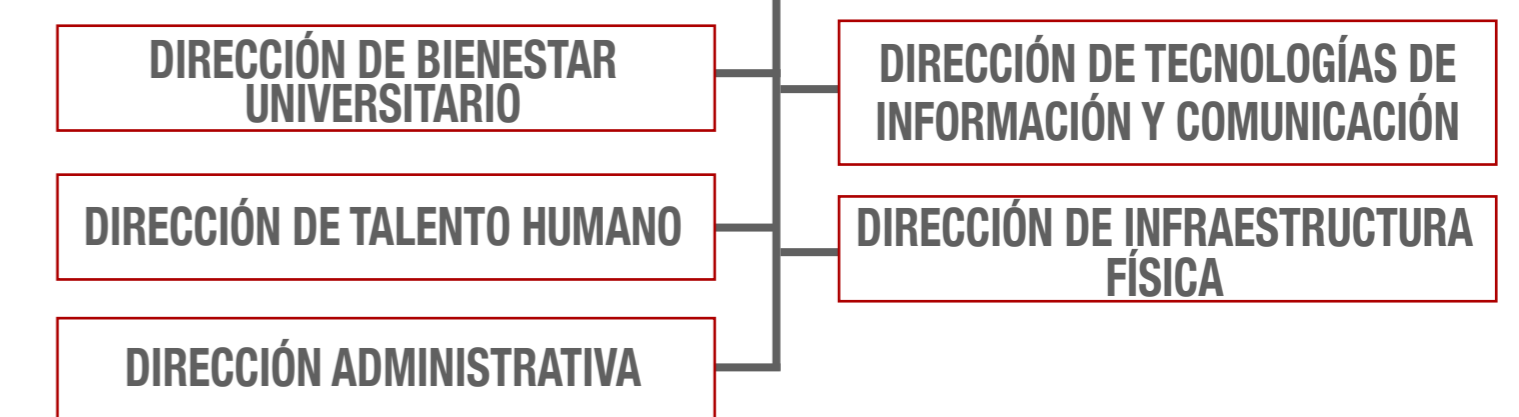 DIRECCIÓN DE BIENESTAR
UNIVERSITARIO
DIRECCIÓN DE TECNOLOGÍAS DE
INFORMACIÓN Y COMUNICACIÓN
DIRECCIÓN DE TALENTO HUMANO
DIRECCIÓN DE INFRAESTRUCTURA
FÍSICA
DIRECCIÓN ADMINISTRATIVA